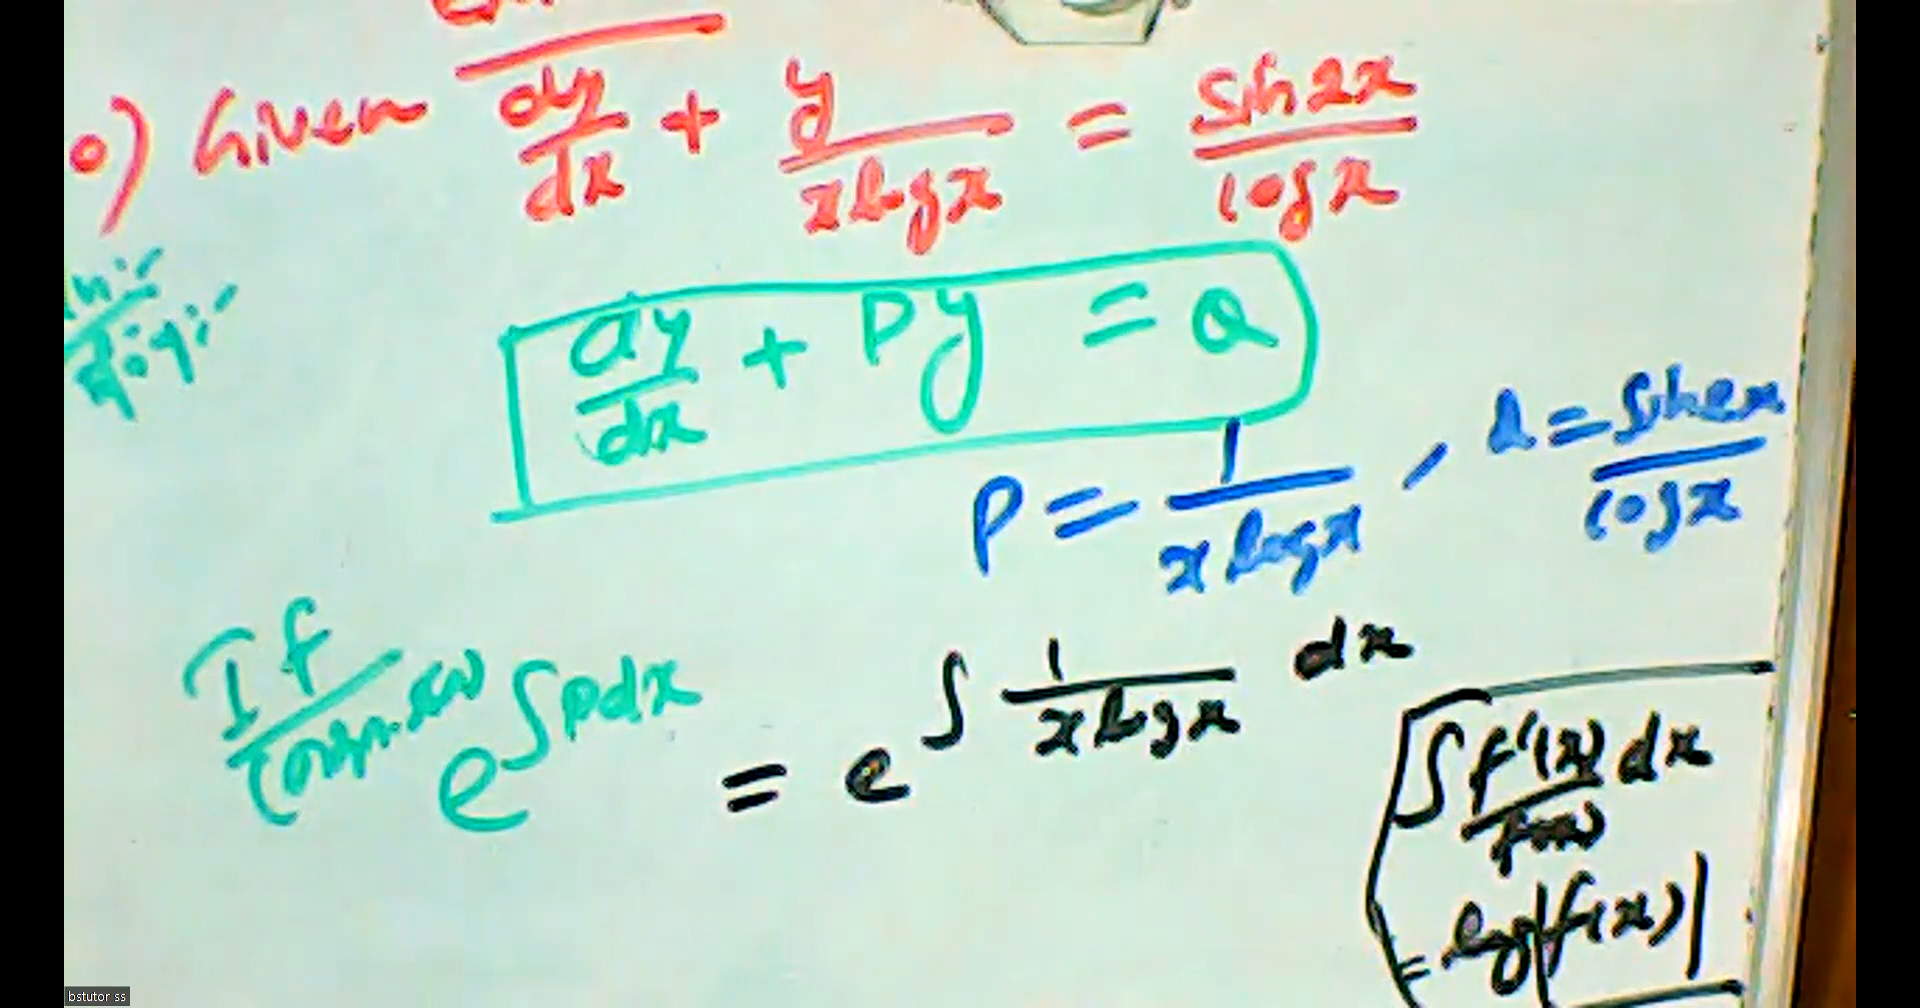 0) Given dy/dx + y/(x log x) = sin2x/log x
dy/dx + Py = Q
P = 1/(x log x) , Q = sin2x/log x
I f e^∫Pdx = e^∫ 1/(x log x) dx
∫ f'(x)/f(x) dx
= log|f(x)|
bstutor ss